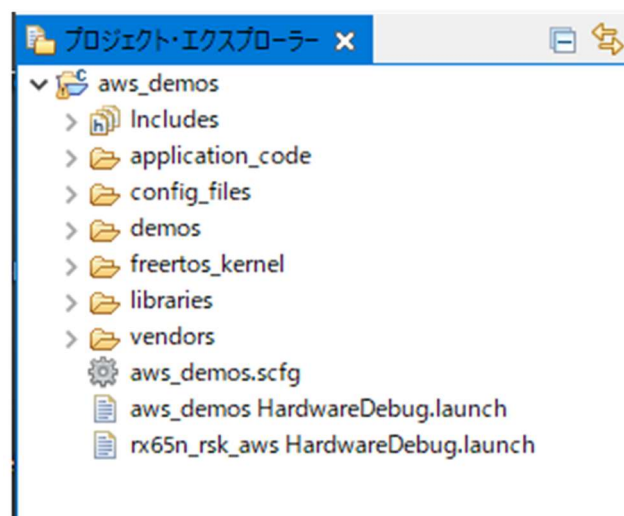 プロジェクト・エクスプローラー
aws_demos
Includes
application_code
config_files
demos
freertos_kernel
libraries
vendors
aws_demos.scfg
aws_demos HardwareDebug.launch
rx65n_rsk_aws HardwareDebug.launch